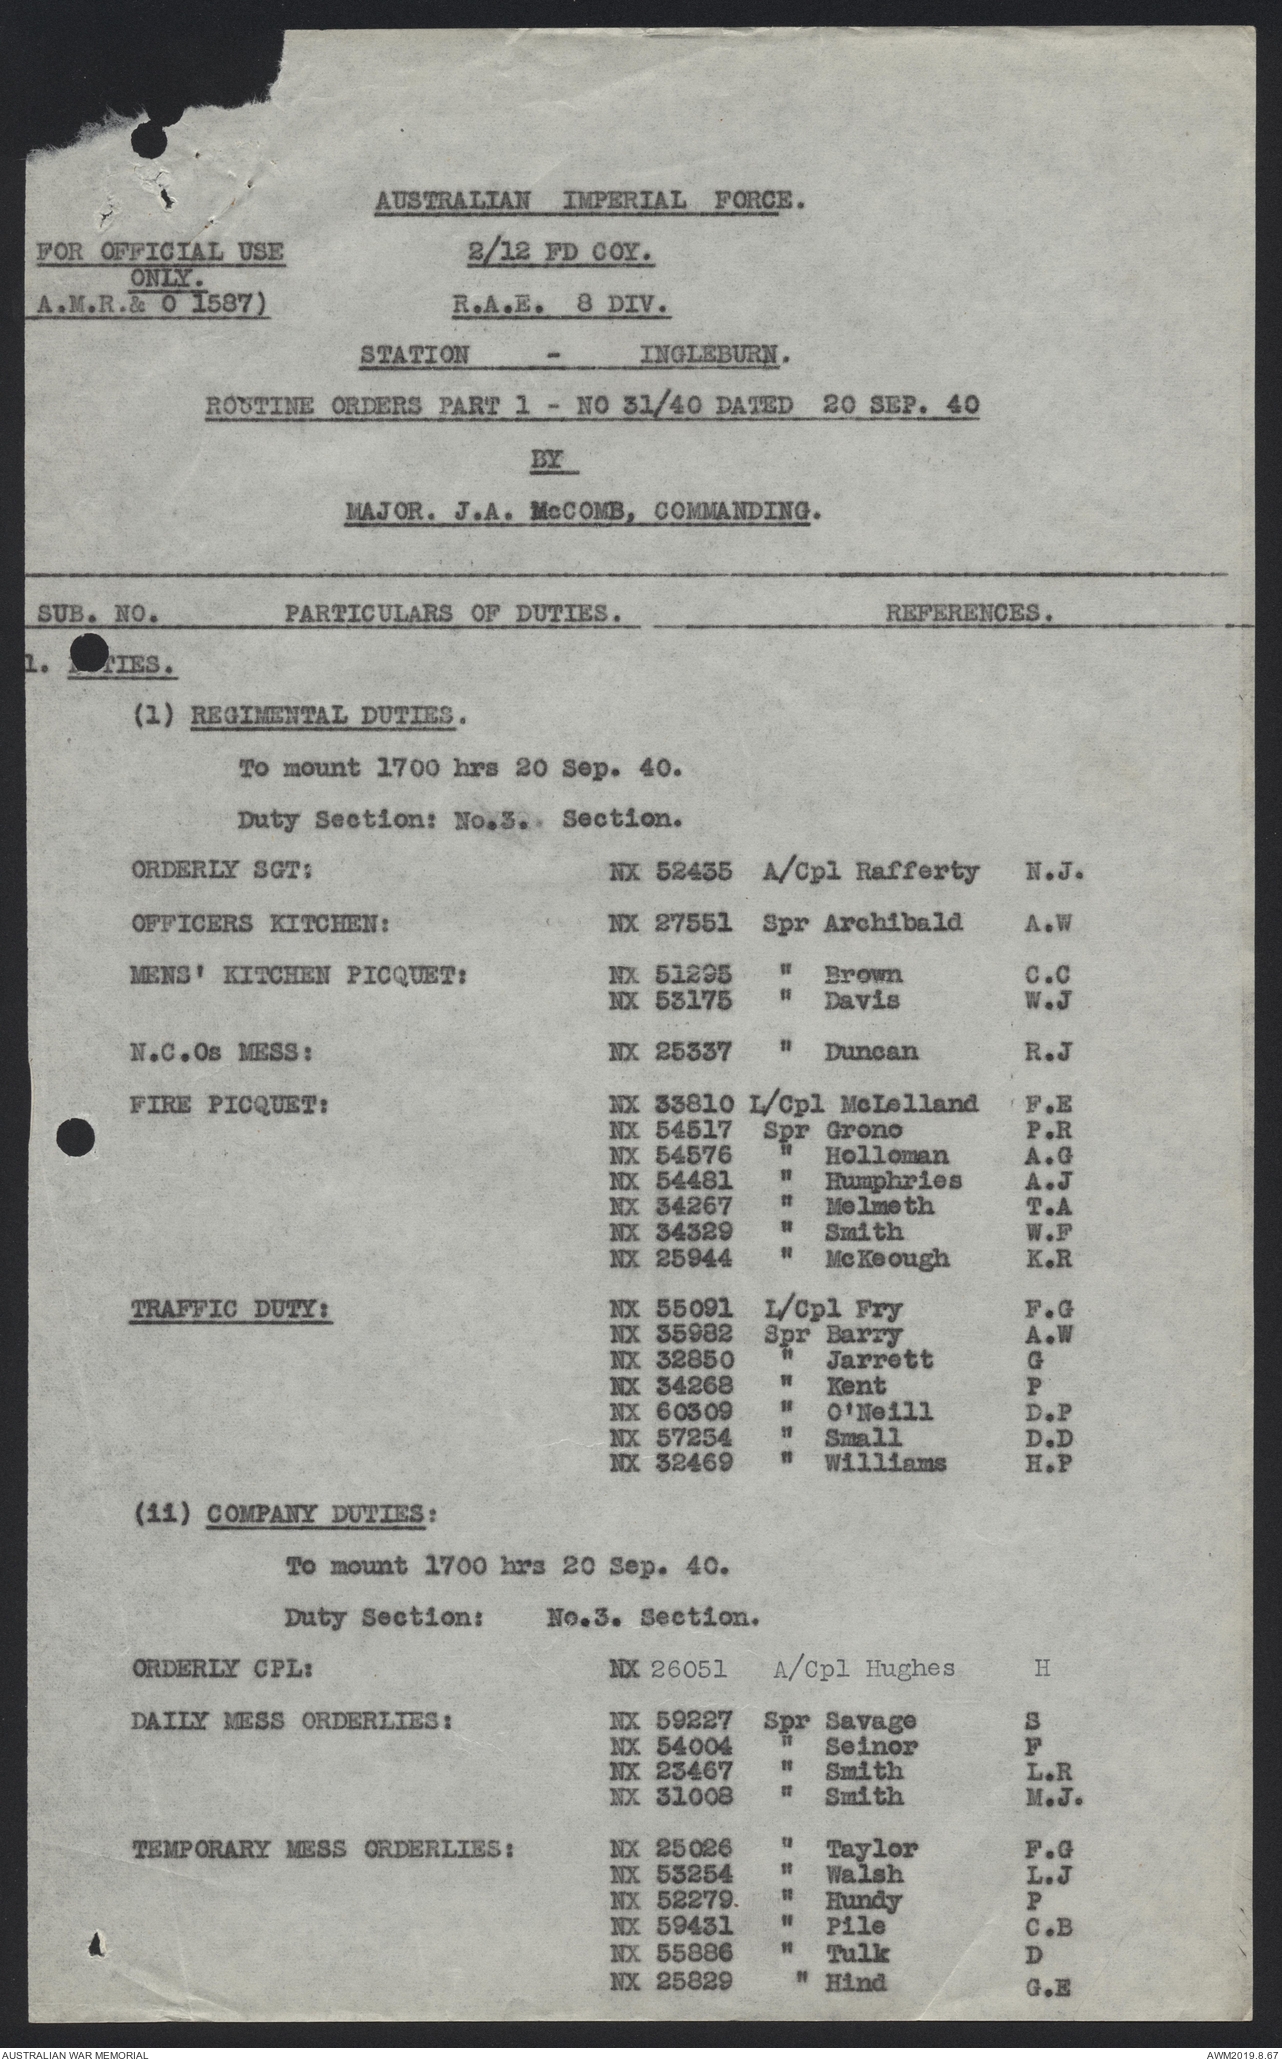 AUSTRALIAN IMPERIAL FORCE.
FOR OFFICIAL USE 2/12 FD COY.
ONLY.
A.M.R.& O 1587) R.A.E. 8 DIV.
STATION - INGLEBURN.
ROUTINE ORDERS PART 1 - NO 31/40 DATED 20 SEP. 40
BY
MAJOR. J.A. McCOMB, COMMANDING.
SUB. NO. PARTICULARS OF DUTIES. REFERENCES.
1. DUTIES.
(1) REGIMENTAL DUTIES.
To mount 1700 hrs 20 Sep. 40.
Duty Section: No.3. Section.
ORDERLY SGT: NX 52435 A/Cpl Rafferty N.J.
OFFICERS KITCHEN: NX 27551 Spr Archibald A.W
MENS' KITCHEN PICQUET: NX 51295 " Brown C.C
NX 53175 " Davis W.J
N.C.Os MESS: NX 25337 " Duncan R.J
FIRE PICQUET: NX 33810 L/Cpl McLelland F.E
NX 54517 Spr Grono P.R
NX 54576 " Holloman A.G
NX 54481 " Humphries A.J
NX 34267 " Melmeth T.A
NX 34329 " Smith W.F
NX 25944 " McKeough K.R
TRAFFIC DUTY: NX 55091 L/Cpl Fry F.G
NX 35982 Spr Barry A.W
NX 32850 " Jarrett G
NX 34268 " Kent P
NX 60309 " O'Neill D.P
NX 57254 " Small D.D
NX 32469 " Williams H.P
(ii) COMPANY DUTIES:
To mount 1700 hrs 20 Sep. 40.
Duty Section: No.3. Section.
ORDERLY CPL: NX 26051 A/Cpl Hughes H
DAILY MESS ORDERLIES: NX 59227 Spr Savage S
NX 54004 " Seinor F
NX 23467 " Smith L.R
NX 31008 " Smith M.J.
TEMPORARY MESS ORDERLIES: NX 25026 " Taylor F.G
NX 53254 " Walsh L.J
NX 52279. " Hundy P
NX 59431 " Pile C.B
NX 55886 " Tulk D
NX 25829 " Hind G.E
AUSTRALIAN WAR MEMORIAL AWM2019.8.67